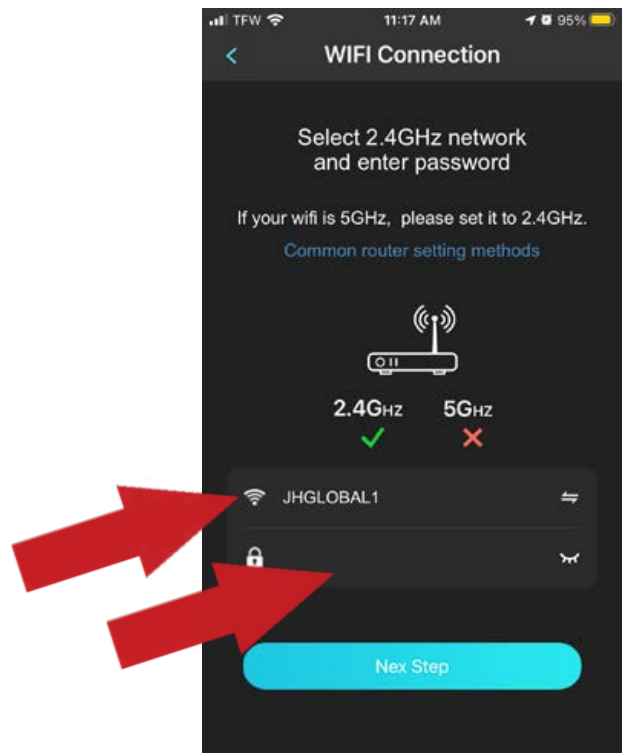 TFW 11:17 AM 95%
WIFI Connection
Select 2.4GHz network
and enter password
If your wifi is 5GHz, please set it to 2.4GHz.
Common router setting methods
2.4GHZ 5GHZ
JHGLOBAL1
Nex Step